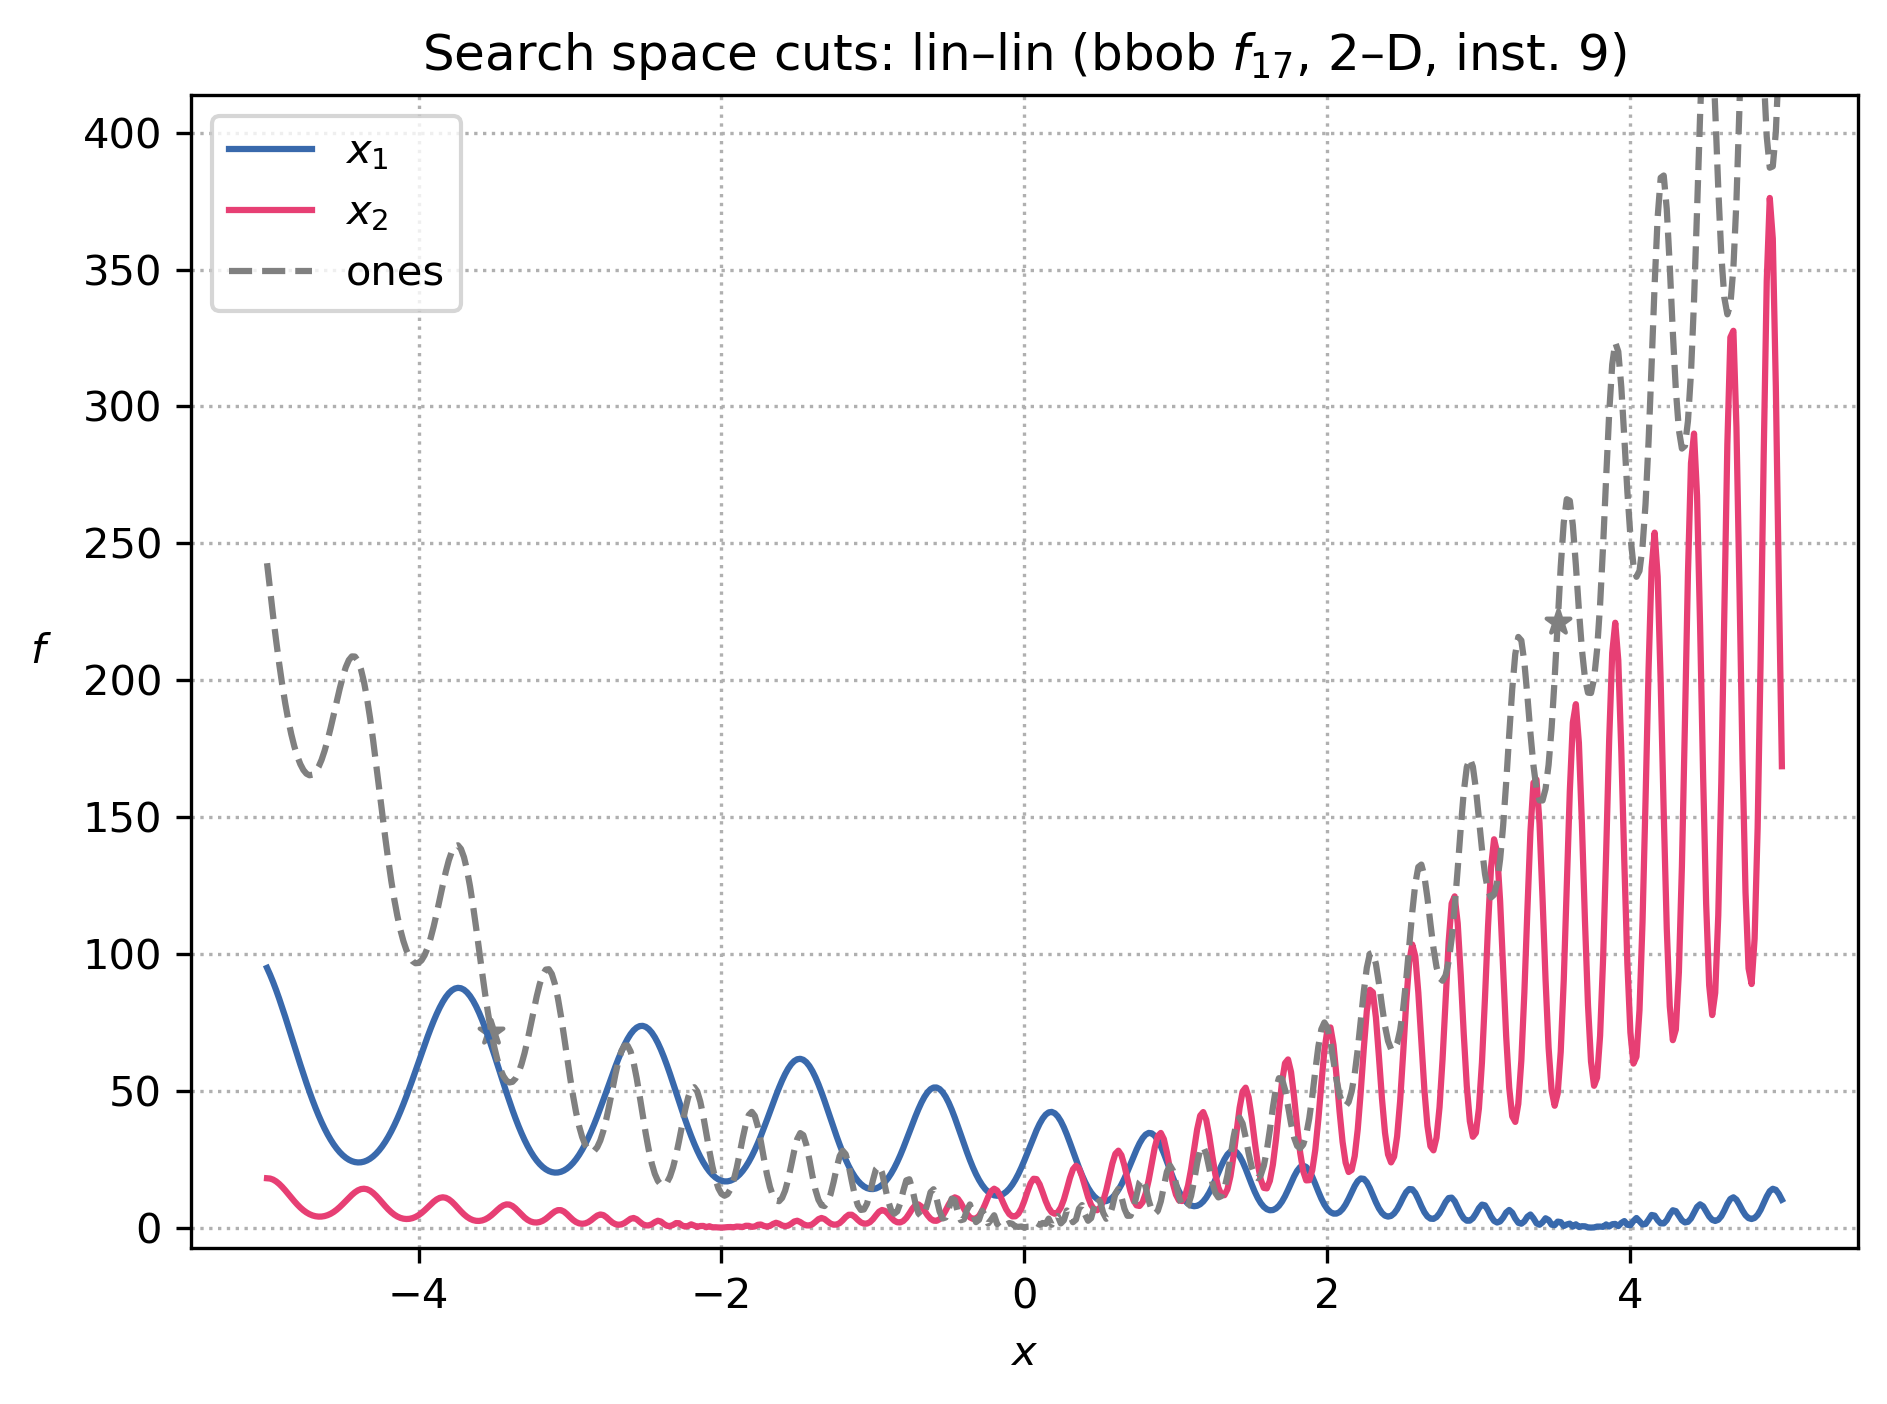 Search space cuts: lin–lin (bbob f17, 2–D, inst. 9)
x1
x2
ones
400
350
300
250
200
150
100
50
0
f
−4 −2 0 2 4
x